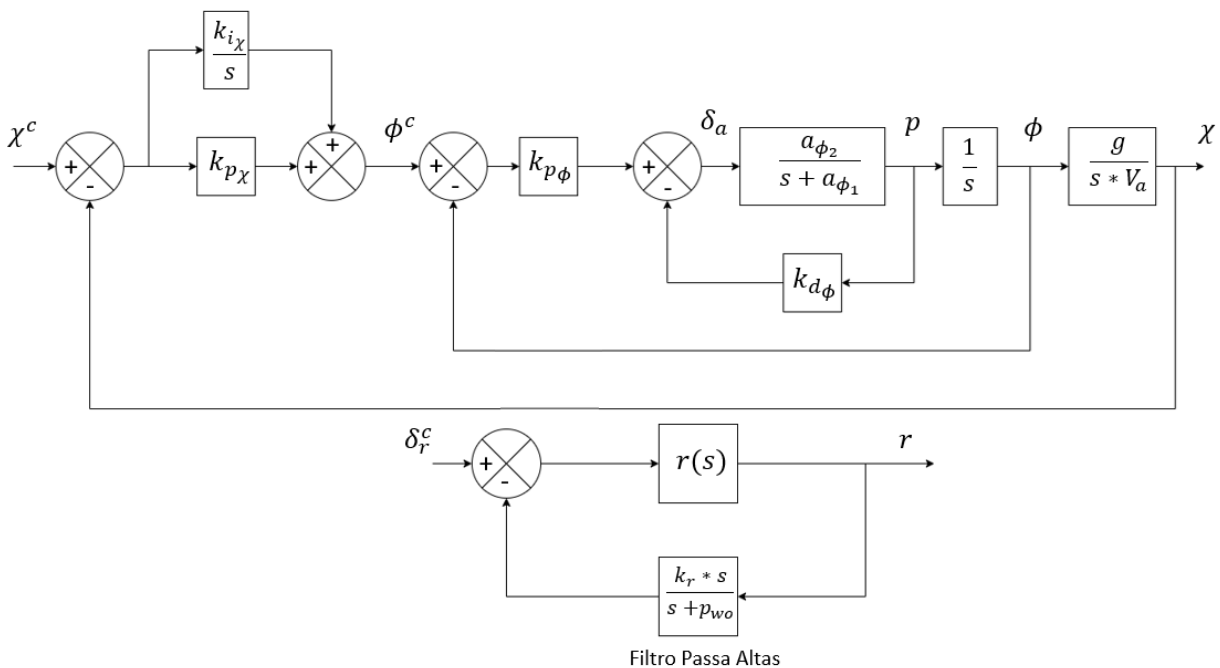 k_{i_χ}
s
χ^c
+
-
k_{p_χ}
+
+
ϕ^c
+
-
k_{p_ϕ}
+
-
δ_a
a_{ϕ_2}
s + a_{ϕ_1}
p
1
s
ϕ
g
s * V_a
χ
k_{d_ϕ}
δ_r^c
+
-
r(s)
r
k_r * s
s + p_{wo}
Filtro Passa Altas